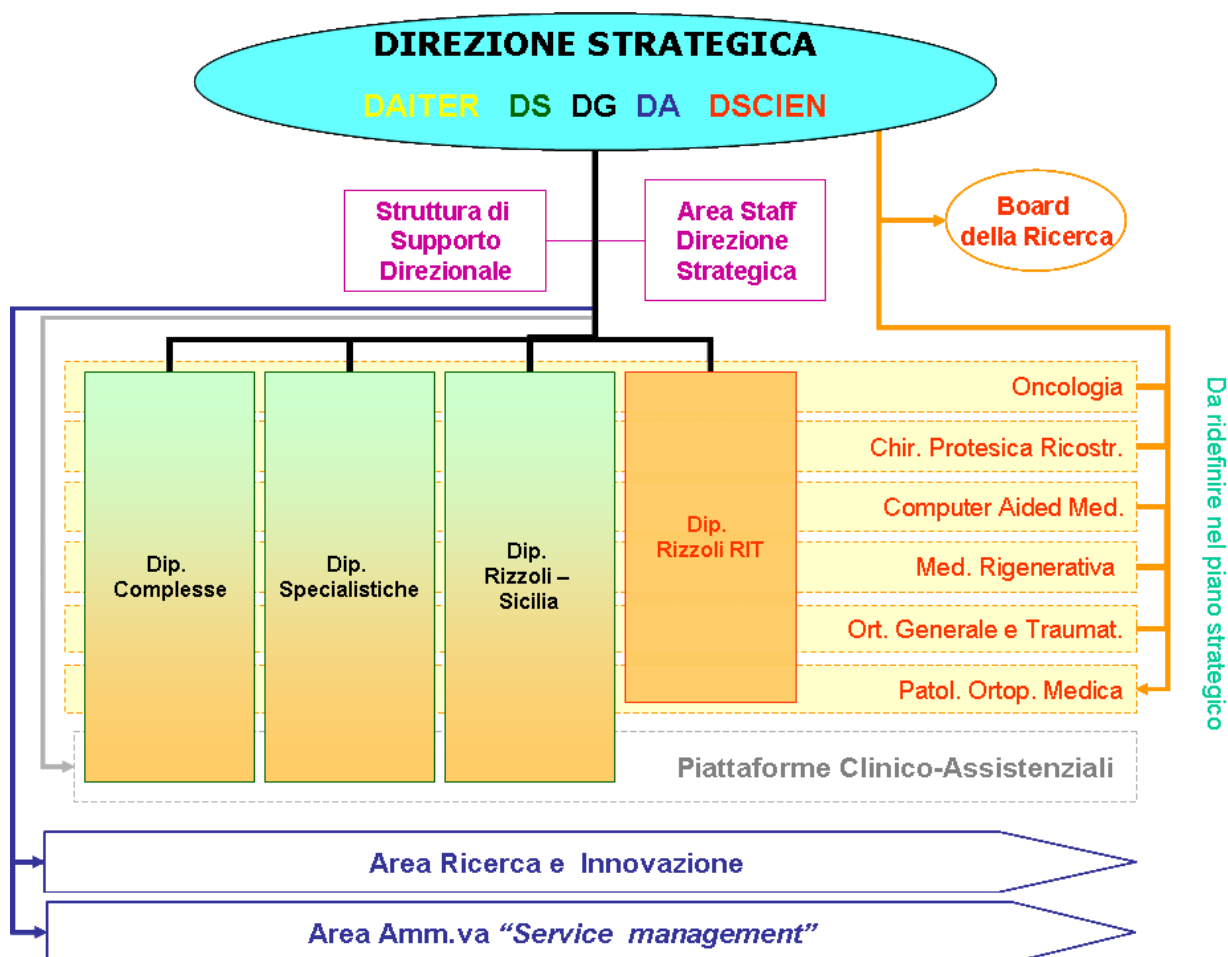 DIREZIONE STRATEGICA
DAITER DS DG DA DSCIEN
Struttura di
Supporto
Direzionale
Area Staff
Direzione
Strategica
Board
della Ricerca
Oncologia
Chir. Protesica Ricostr.
Computer Aided Med.
Med. Rigenerativa
Ort. Generale e Traumat.
Patol. Ortop. Medica
Da ridefinire nel piano strategico
Dip.
Complesse
Dip.
Specialistiche
Dip.
Rizzoli –
Sicilia
Dip.
Rizzoli RIT
Piattaforme Clinico-Assistenziali
Area Ricerca e Innovazione
Area Amm.va “Service management”